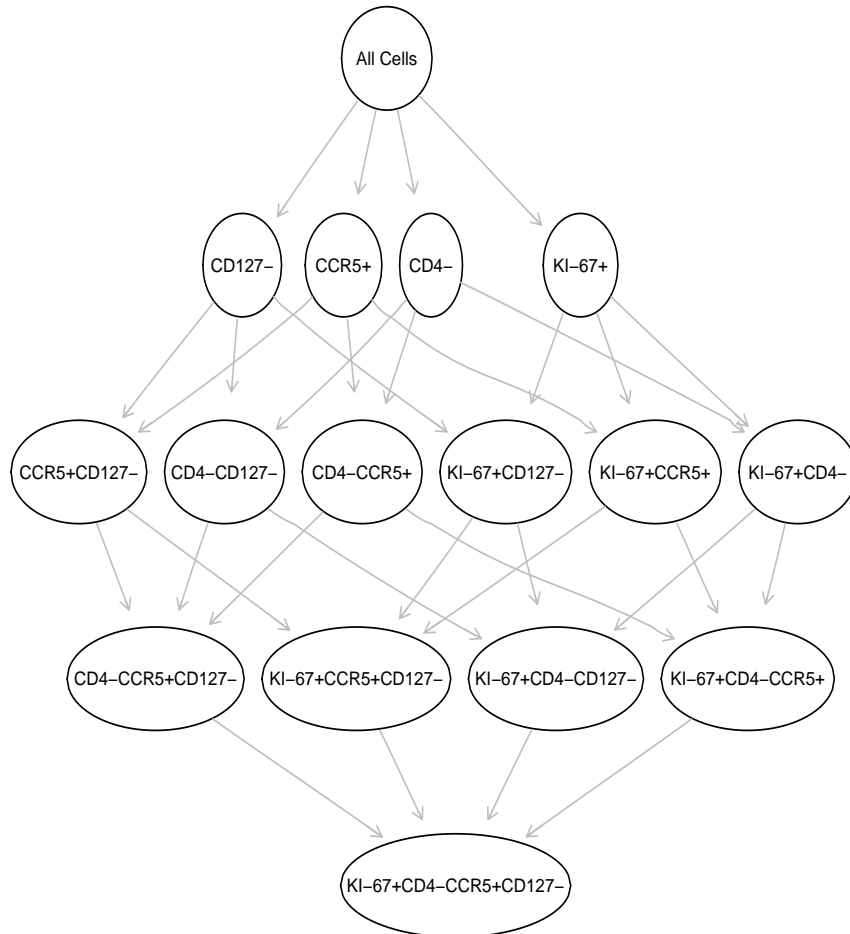 All Cells
CD127−
CCR5+
CD4−
KI−67+
CCR5+CD127−
CD4−CD127−
CD4−CCR5+
KI−67+CD127−
KI−67+CCR5+
KI−67+CD4−
CD4−CCR5+CD127−
KI−67+CCR5+CD127−
KI−67+CD4−CD127−
KI−67+CD4−CCR5+
KI−67+CD4−CCR5+CD127−